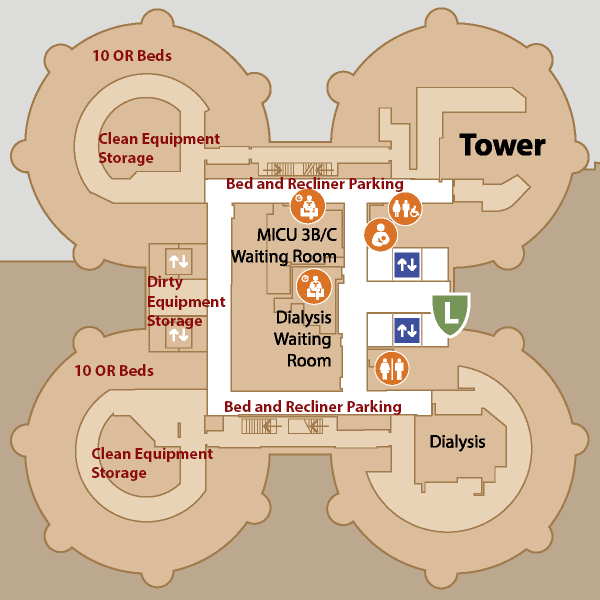 10 OR Beds
Clean Equipment
Storage
Tower
Bed and Recliner Parking
MICU 3B/C
Waiting Room
Dirty
Equipment
Storage
Dialysis
Waiting
Room
L
10 OR Beds
Bed and Recliner Parking
Clean Equipment
Storage
Dialysis